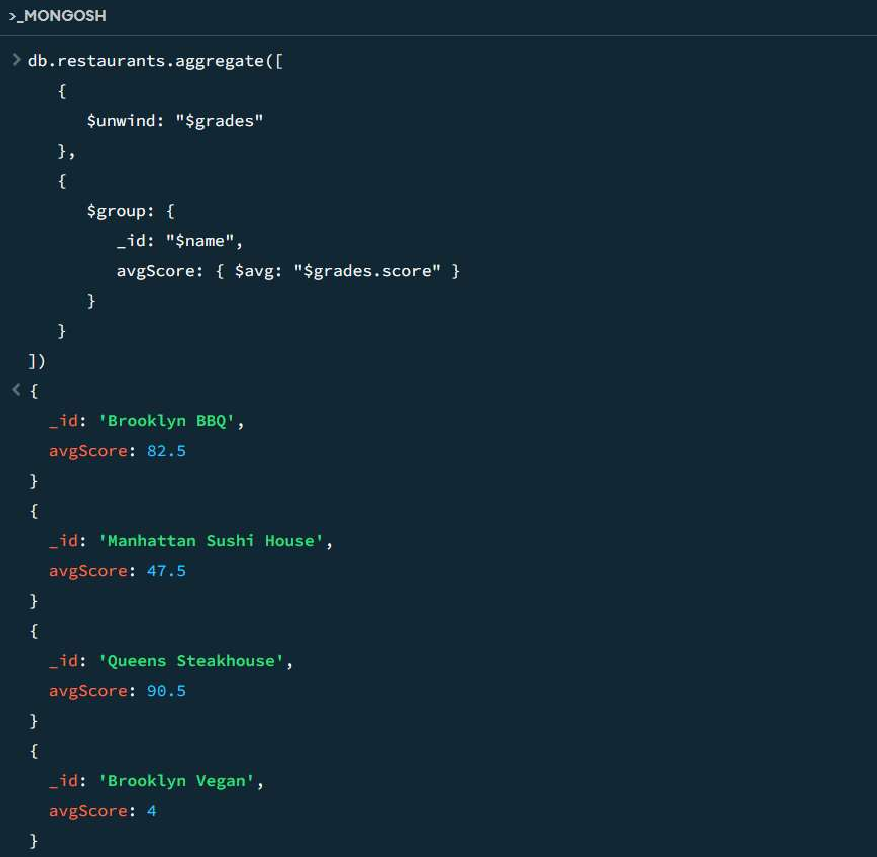 >_MONGOSH
> db.restaurants.aggregate([
{
$unwind: "$grades"
},
{
$group: {
_id: "$name",
avgScore: { $avg: "$grades.score" }
}
}
])
< {
_id: 'Brooklyn BBQ',
avgScore: 82.5
}
{
_id: 'Manhattan Sushi House',
avgScore: 47.5
}
{
_id: 'Queens Steakhouse',
avgScore: 90.5
}
{
_id: 'Brooklyn Vegan',
avgScore: 4
}